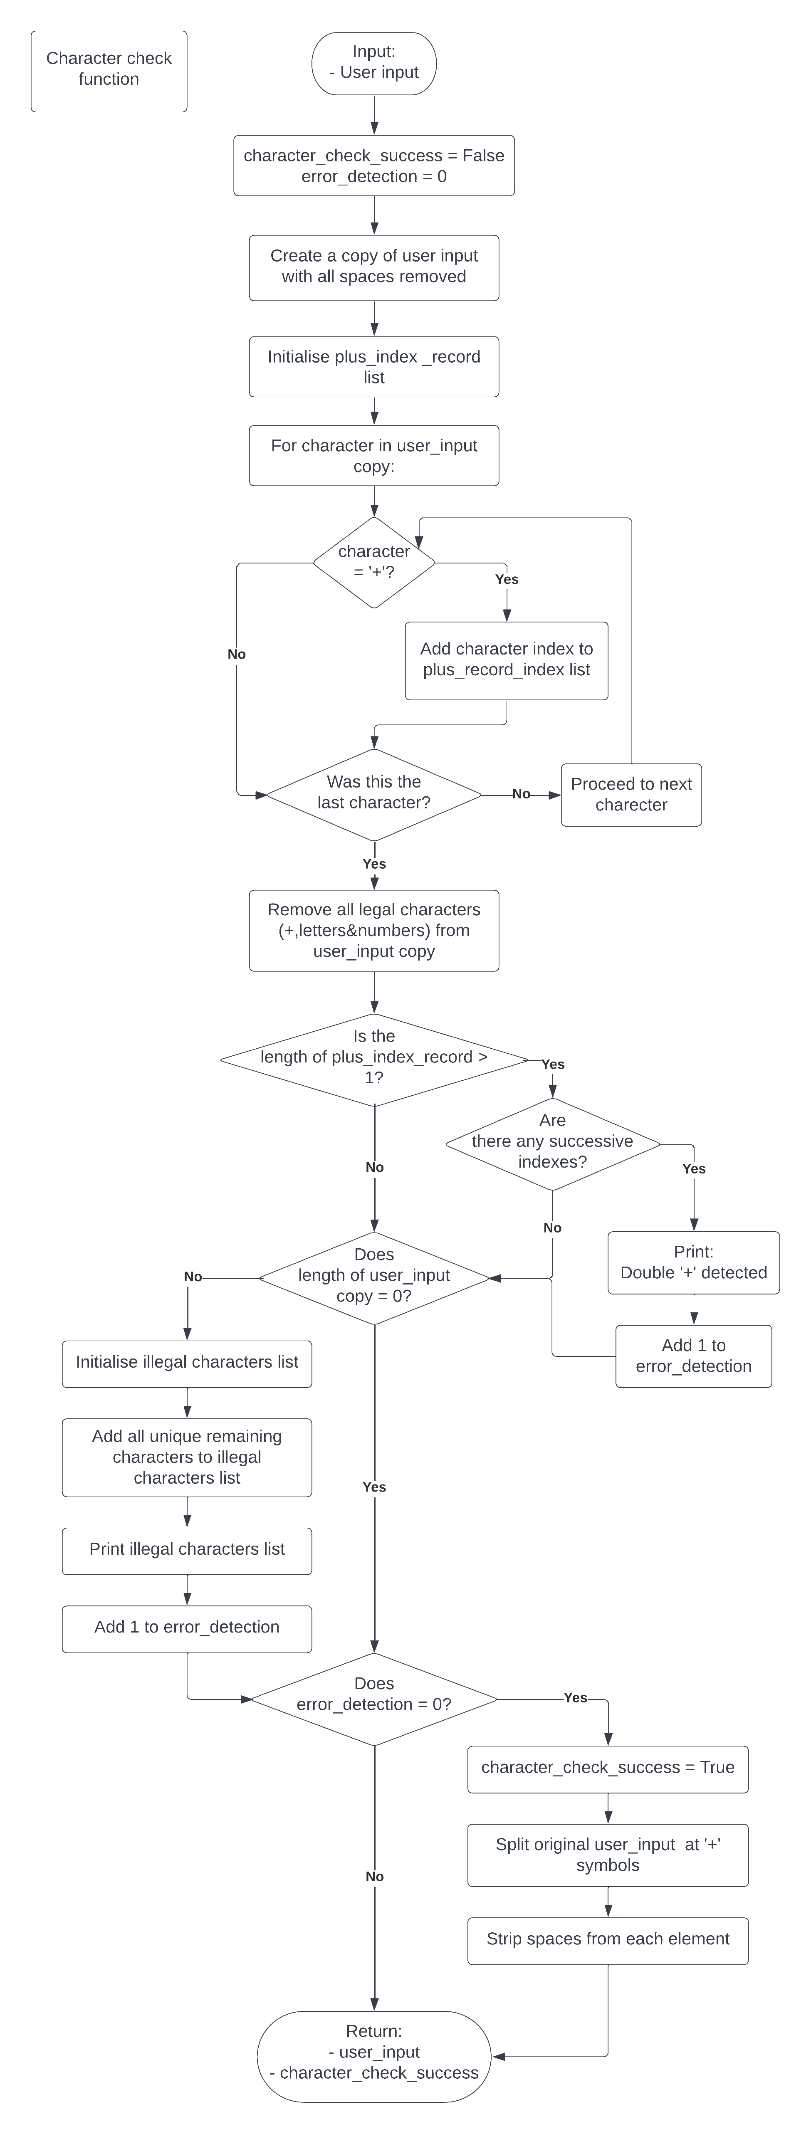 Character check
function
Input:
- User input
character_check_success = False
error_detection = 0
Create a copy of user input
with all spaces removed
Initialise plus_index _record
list
For character in user_input
copy:
character
= '+'?
Yes
No
Add character index to
plus_record_index list
Was this the
last character?
No
Proceed to next
charecter
Yes
Remove all legal characters
(+,letters&numbers) from
user_input copy
Is the
length of plus_index_record >
1?
Yes
Are
there any successive
indexes?
No
Yes
No
Print:
Double '+' detected
Does
length of user_input
copy = 0?
No
Add 1 to
error_detection
Initialise illegal characters list
Add all unique remaining
characters to illegal
characters list
Yes
Print illegal characters list
Add 1 to error_detection
Does
error_detection = 0?
Yes
character_check_success = True
Split original user_input  at '+'
symbols
No
Strip spaces from each element
Return:
- user_input
- character_check_success